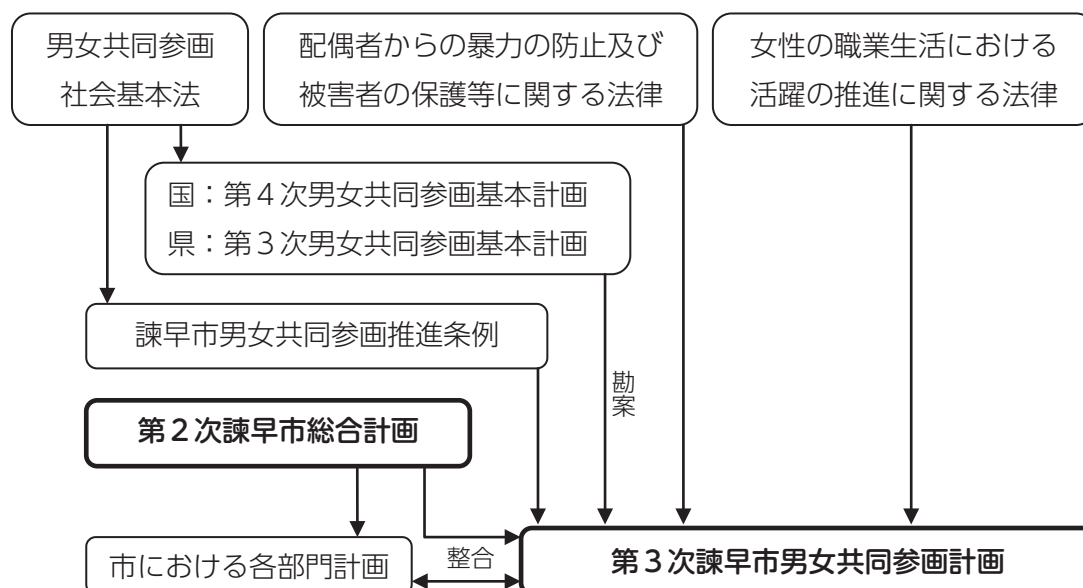 男女共同参画
社会基本法
配偶者からの暴力の防止及び
被害者の保護等に関する法律
女性の職業生活における
活躍の推進に関する法律
国：第４次男女共同参画基本計画
県：第３次男女共同参画基本計画
諫早市男女共同参画推進条例
勘案
第２次諫早市総合計画
市における各部門計画
整合
第３次諫早市男女共同参画計画